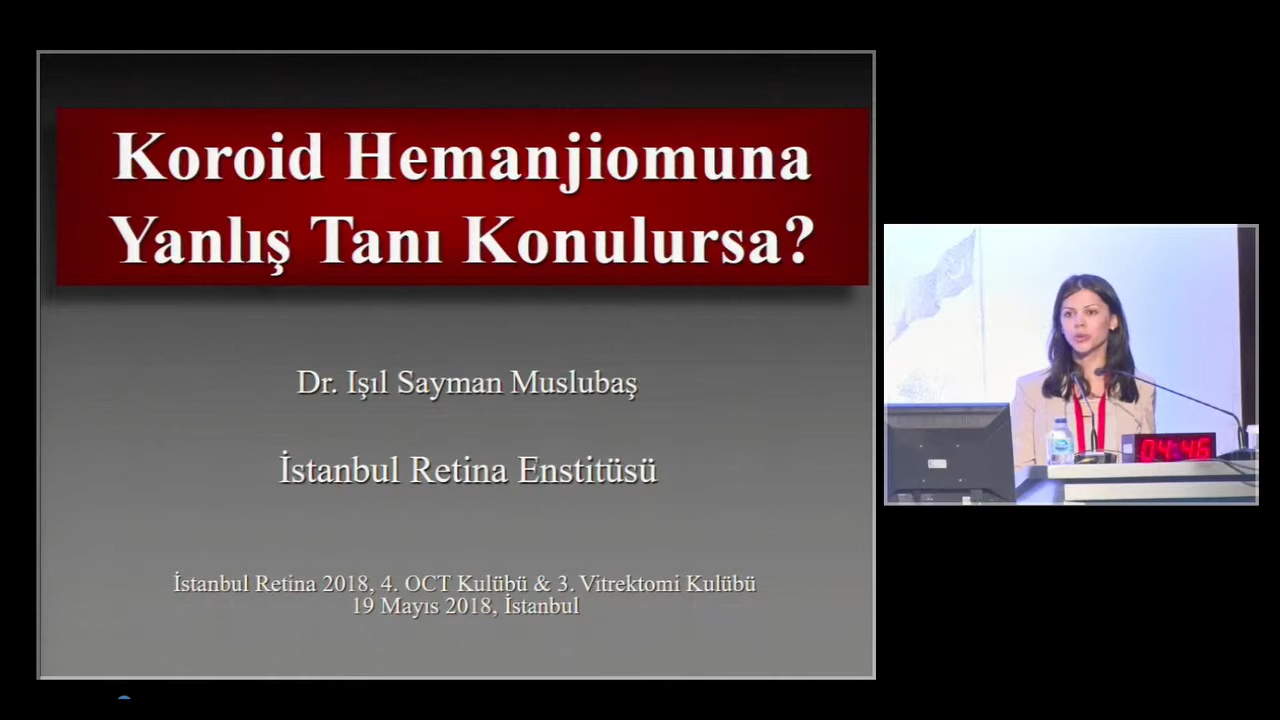 Koroid Hemanjiomuna
Yanlış Tanı Konulursa?
Dr. Işıl Sayman Muslubaş
İstanbul Retina Enstitüsü
İstanbul Retina 2018, 4. OCT Kulübü & 3. Vitrektomi Kulübü
19 Mayıs 2018, İstanbul
04:46